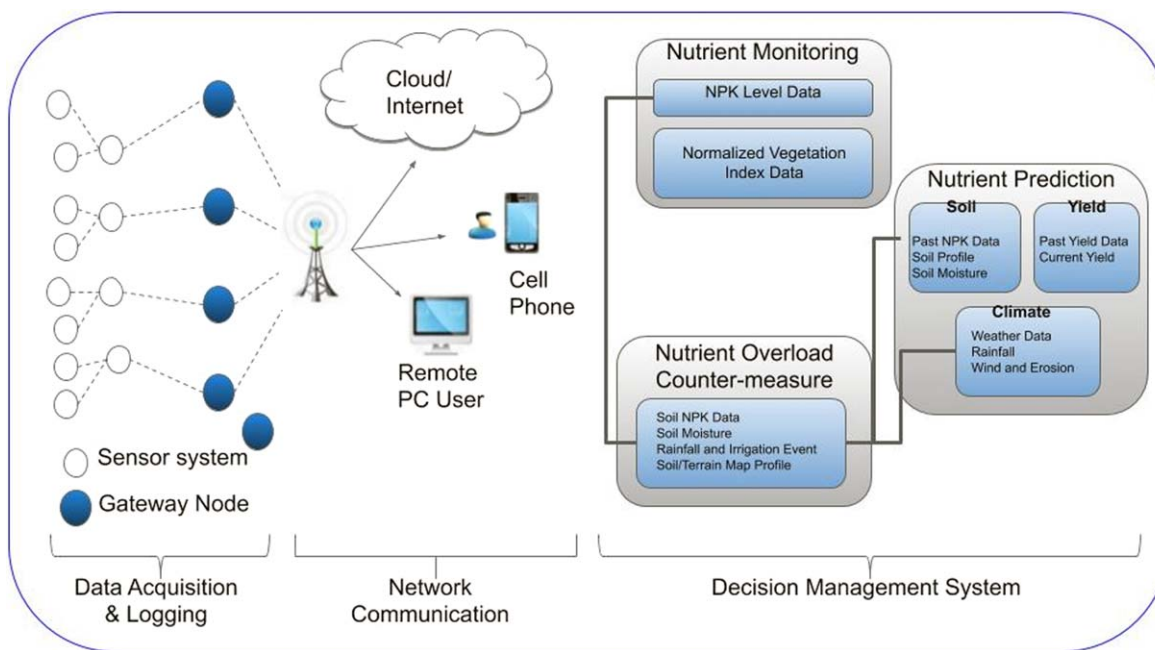 Cloud/
Internet
Cell
Phone
Remote
PC User
Sensor system
Gateway Node
Data Acquisition
& Logging
Network
Communication
Nutrient Monitoring
NPK Level Data
Normalized Vegetation
Index Data
Nutrient Prediction
Soil
Past NPK Data
Soil Profile
Soil Moisture
Yield
Past Yield Data
Current Yield
Climate
Weather Data
Rainfall
Wind and Erosion
Nutrient Overload
Counter-measure
Soil NPK Data
Soil Moisture
Rainfall and Irrigation Event
Soil/Terrain Map Profile
Decision Management System